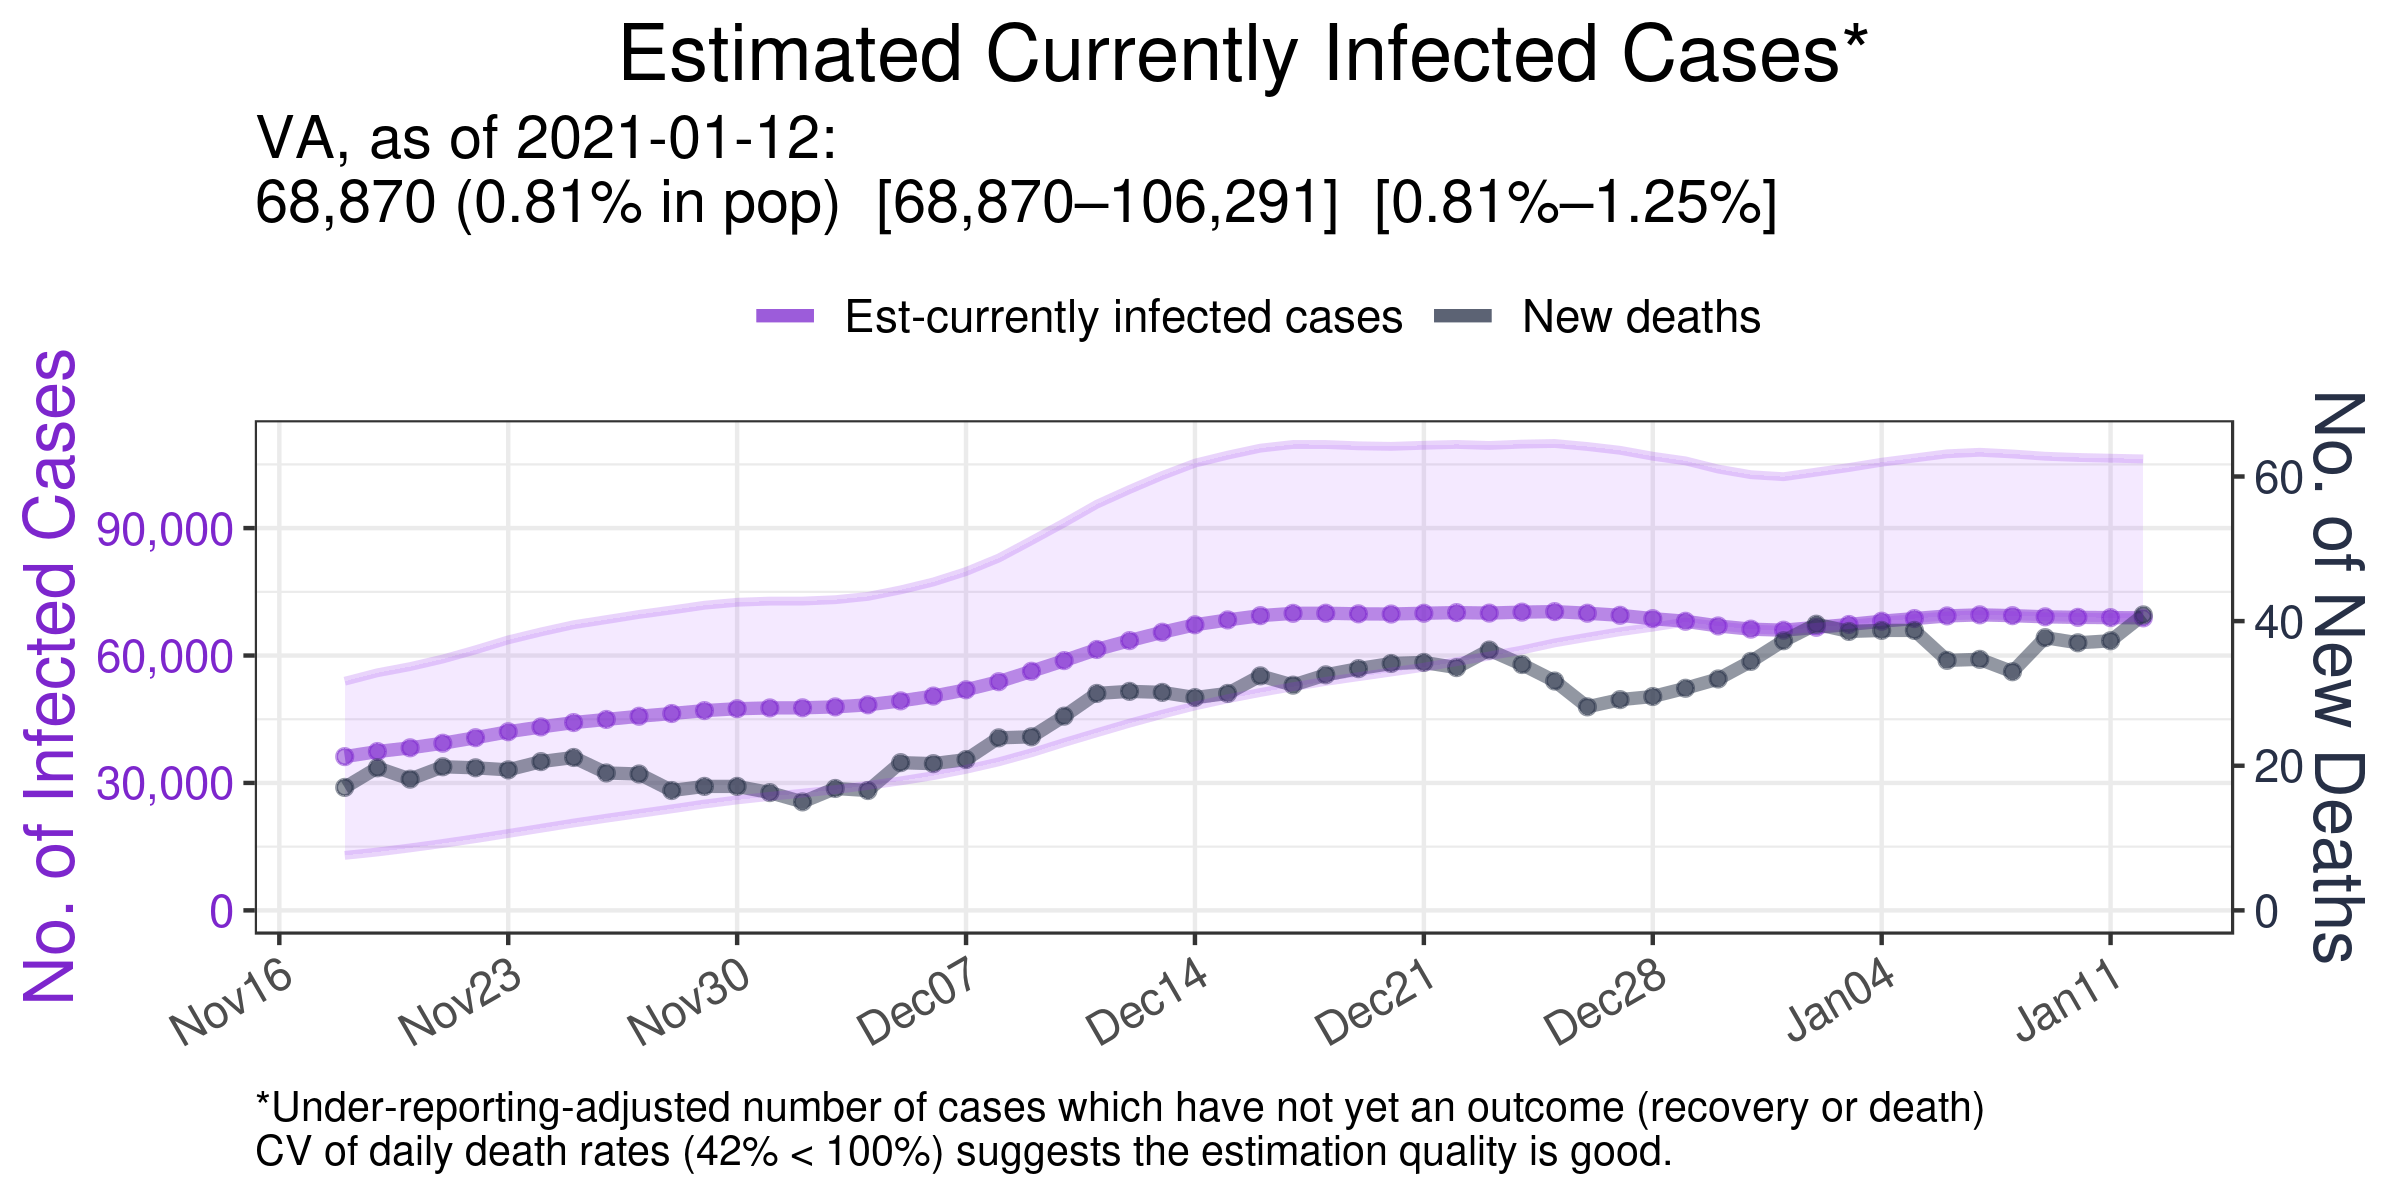 Estimated Currently Infected Cases*
VA, as of 2021-01-12:
68,870 (0.81% in pop)  [68,870–106,291]  [0.81%–1.25%]
Est-currently infected cases
New deaths
No. of Infected Cases
90,000
60,000
30,000
0
No. of New Deaths
60
40
20
0
Nov16
Nov23
Nov30
Dec07
Dec14
Dec21
Dec28
Jan04
Jan11
*Under-reporting-adjusted number of cases which have not yet an outcome (recovery or death)
CV of daily death rates (42% < 100%) suggests the estimation quality is good.